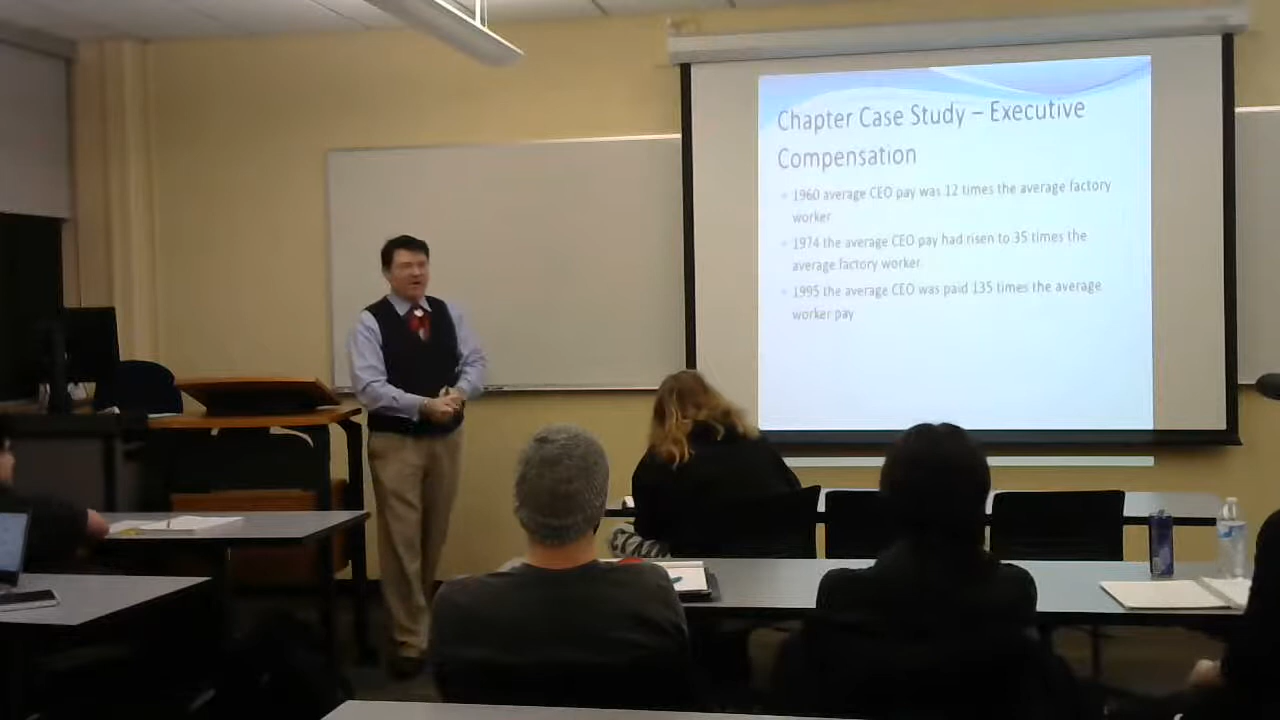 Chapter Case Study – Executive
Compensation
1960 average CEO pay was 12 times the average factory
worker
1974 the average CEO pay had risen to 35 times the
average factory worker.
1995 the average CEO was paid 135 times the average
worker pay